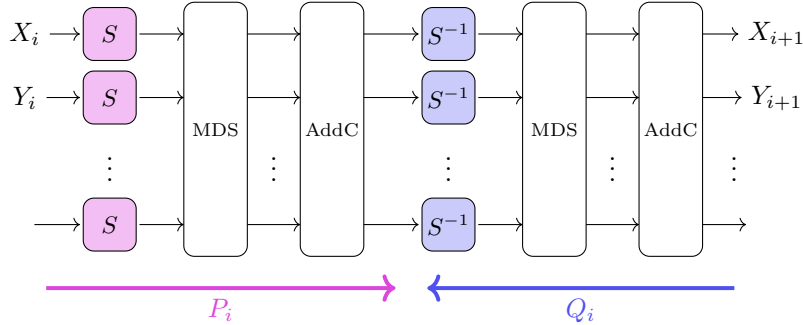 X_i S S^{-1} X_{i+1}
Y_i S S^{-1} Y_{i+1}
MDS AddC MDS AddC
⋮ ⋮ ⋮ ⋮ ⋮
S S^{-1}
P_i Q_i